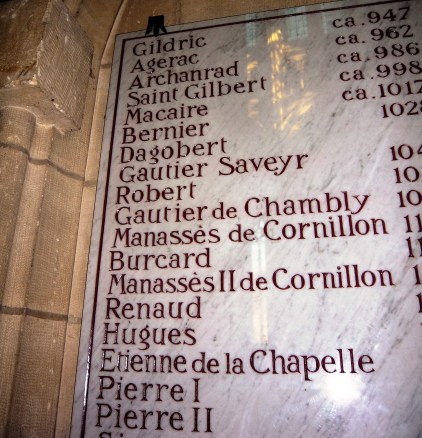 Gildric ca. 947
Agerac ca. 962
Archanrad ca. 986
Saint Gilbert ca. 998
Macaire ca. 1017
Bernier 1028
Dagobert
Gautier Saveyr
Robert
Gautier de Chambly
Manassès de Cornillon
Burcard
Manassès II de Cornillon
Renaud
Hugues
Etienne de la Chapelle
Pierre I
Pierre II